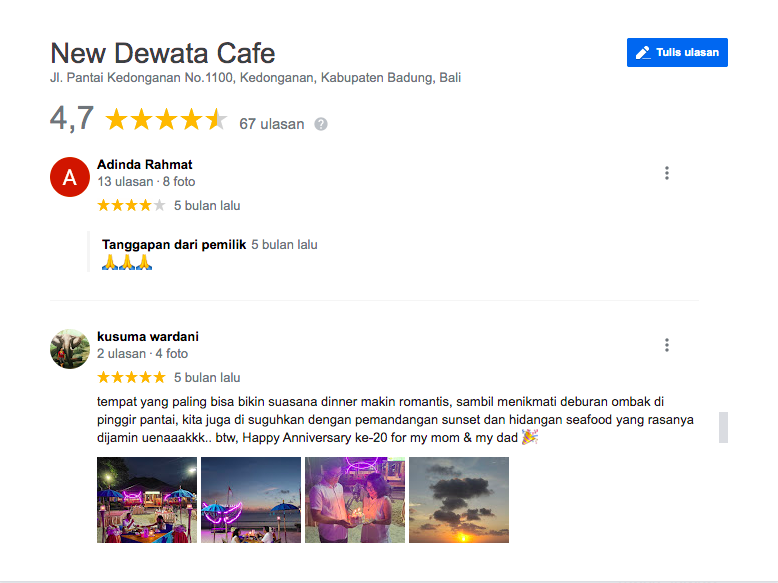 New Dewata Cafe
Tulis ulasan
Jl. Pantai Kedonganan No.1100, Kedonganan, Kabupaten Badung, Bali
4,7 67 ulasan ?
A
Adinda Rahmat
13 ulasan · 8 foto
5 bulan lalu
Tanggapan dari pemilik 5 bulan lalu
🙏🙏🙏
kusuma wardani
2 ulasan · 4 foto
5 bulan lalu
tempat yang paling bisa bikin suasana dinner makin romantis, sambil menikmati deburan ombak di
pinggir pantai, kita juga di suguhkan dengan pemandangan sunset dan hidangan seafood yang rasanya
dijamin uenaaakkk.. btw, Happy Anniversary ke-20 for my mom & my dad 🎉